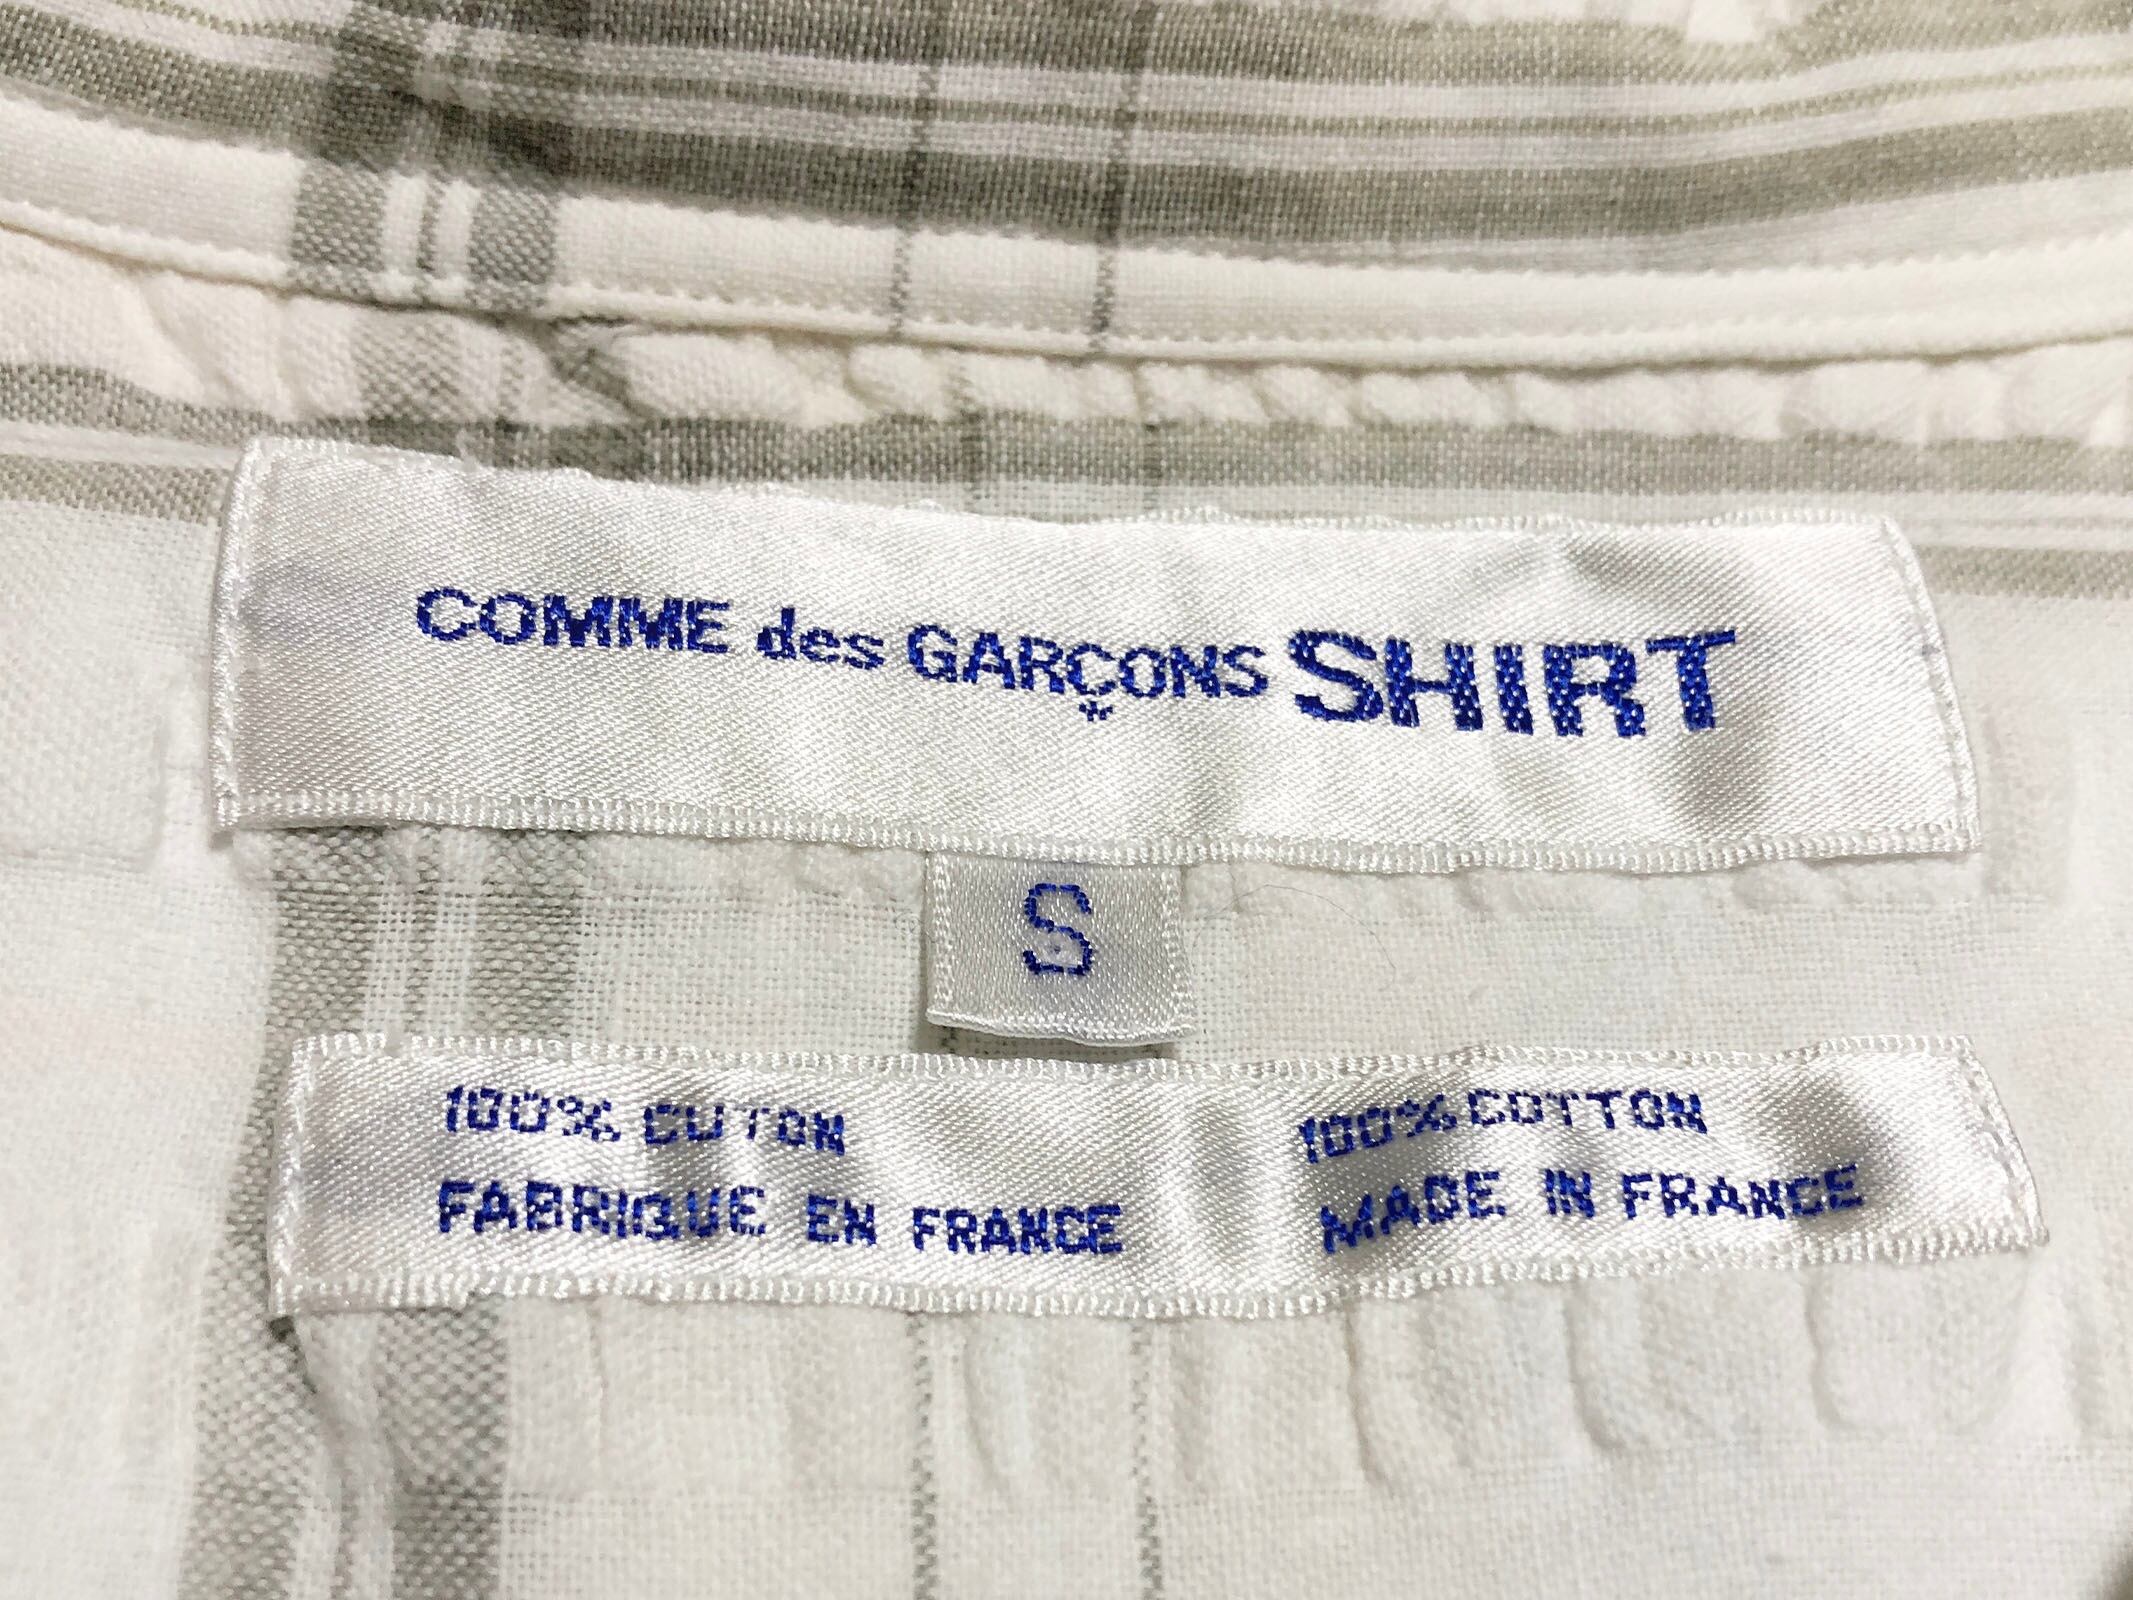 COMME des GARÇONS SHIRT
S
100% COTON
FABRIQUE EN FRANCE
100% COTTON
MADE IN FRANCE